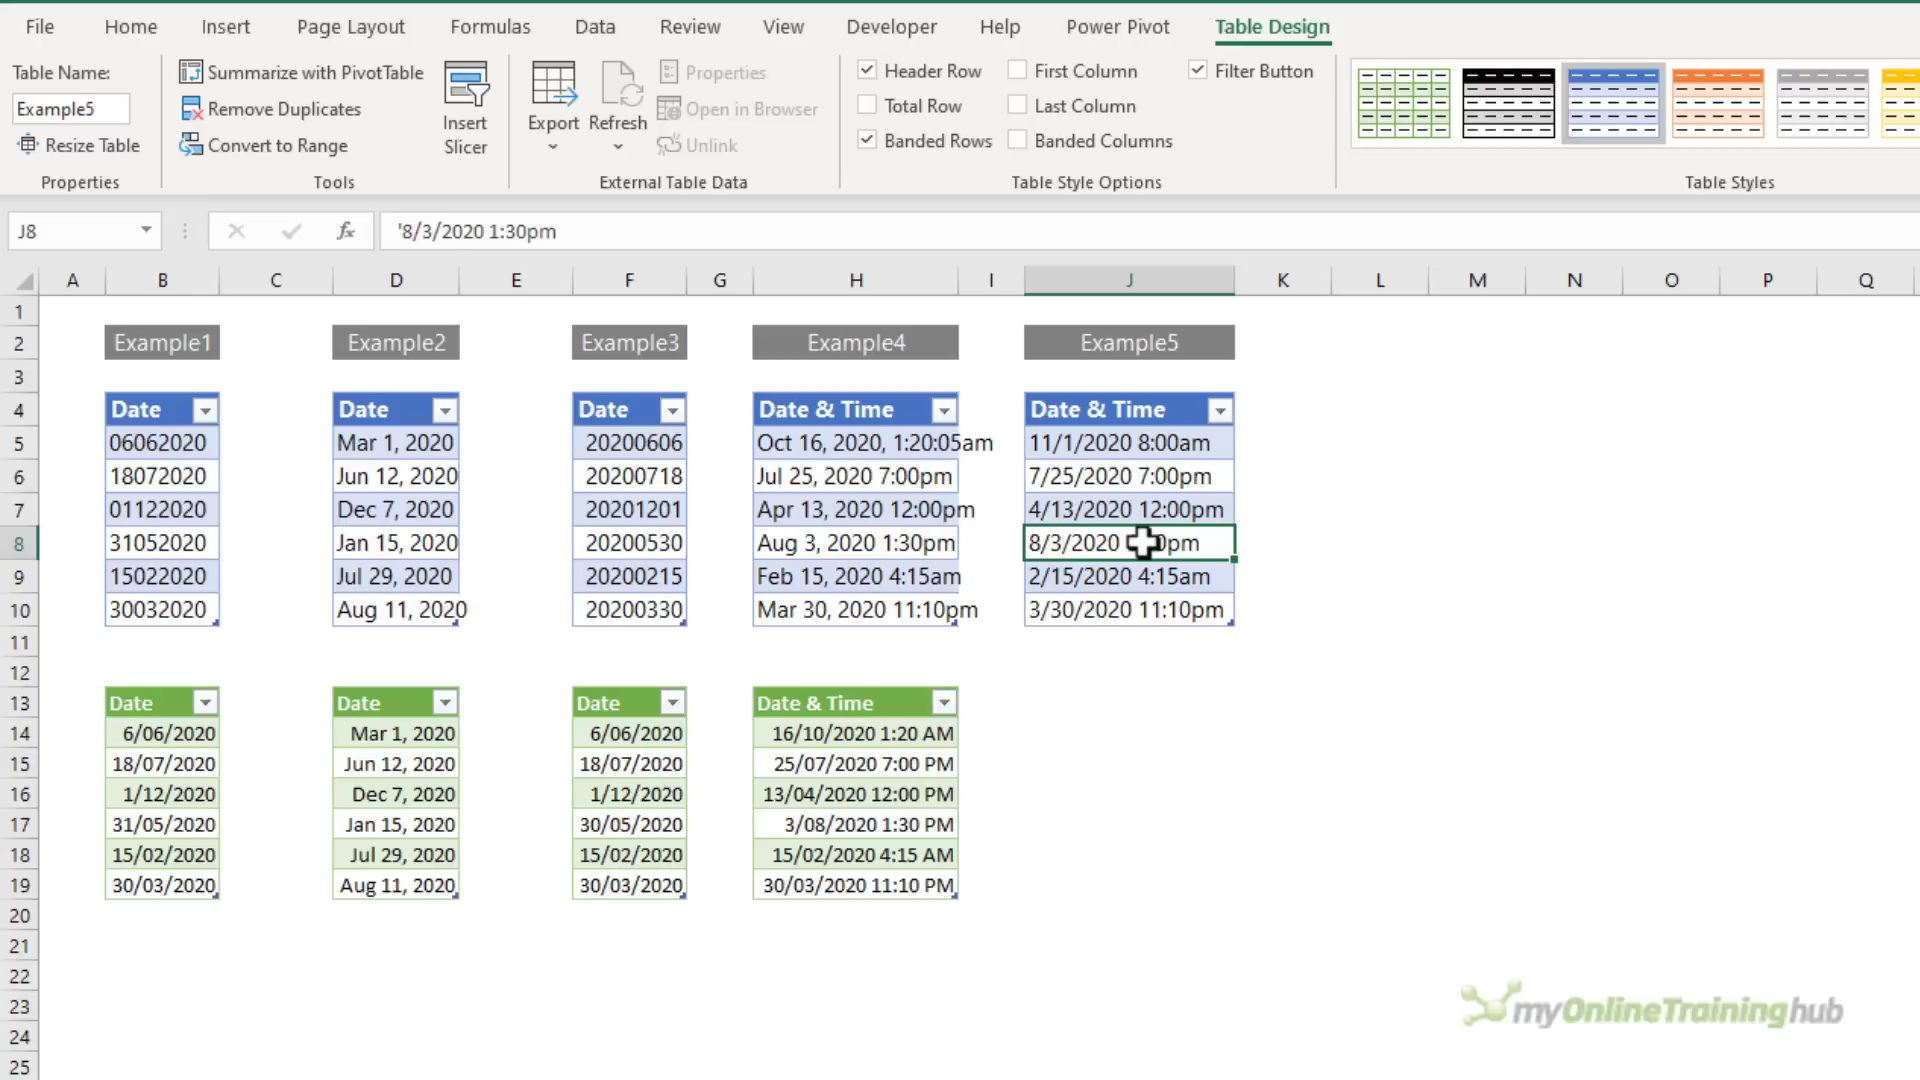 File Home Insert Page Layout Formulas Data Review View Developer Help Power Pivot Table Design
Table Name:
Example5
Resize Table
Properties
Summarize with PivotTable
Remove Duplicates
Convert to Range
Tools
Insert
Slicer
Export
Refresh
Properties
Open in Browser
Unlink
External Table Data
Header Row
Total Row
Banded Rows
First Column
Last Column
Banded Columns
Filter Button
Table Style Options
Table Styles
J8
fx
'8/3/2020 1:30pm
A B C D E F G H I J K L M N O P Q
1
2 Example1 Example2 Example3 Example4 Example5
3
4 Date Date Date Date & Time Date & Time
5 06062020 Mar 1, 2020 20200606 Oct 16, 2020, 1:20:05am 11/1/2020 8:00am
6 18072020 Jun 12, 2020 20200718 Jul 25, 2020 7:00pm 7/25/2020 7:00pm
7 01122020 Dec 7, 2020 20201201 Apr 13, 2020 12:00pm 4/13/2020 12:00pm
8 31052020 Jan 15, 2020 20200530 Aug 3, 2020 1:30pm 8/3/2020
9 15022020 Jul 29, 2020 20200215 Feb 15, 2020 4:15am 2/15/2020 4:15am
10 30032020 Aug 11, 2020 20200330 Mar 30, 2020 11:10pm 3/30/2020 11:10pm
11
12
13 Date Date Date Date & Time
14 6/06/2020 Mar 1, 2020 6/06/2020 16/10/2020 1:20 AM
15 18/07/2020 Jun 12, 2020 18/07/2020 25/07/2020 7:00 PM
16 1/12/2020 Dec 7, 2020 1/12/2020 13/04/2020 12:00 PM
17 31/05/2020 Jan 15, 2020 30/05/2020 3/08/2020 1:30 PM
18 15/02/2020 Jul 29, 2020 15/02/2020 15/02/2020 4:15 AM
19 30/03/2020 Aug 11, 2020 30/03/2020 30/03/2020 11:10 PM
20
21
22
23
24
25
myOnlineTraininghub